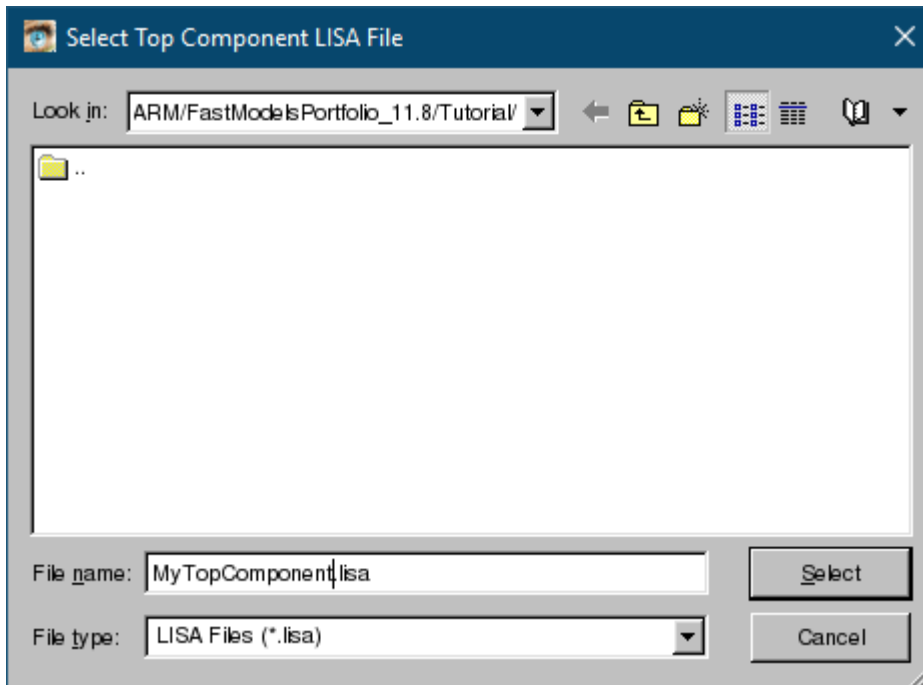 Select Top Component LISA File
Look in: ARM/FastModelsPortfolio_11.8/Tutorial/
..
File name: MyTopComponent.lisa Select
File type: LISA Files (*.lisa) Cancel